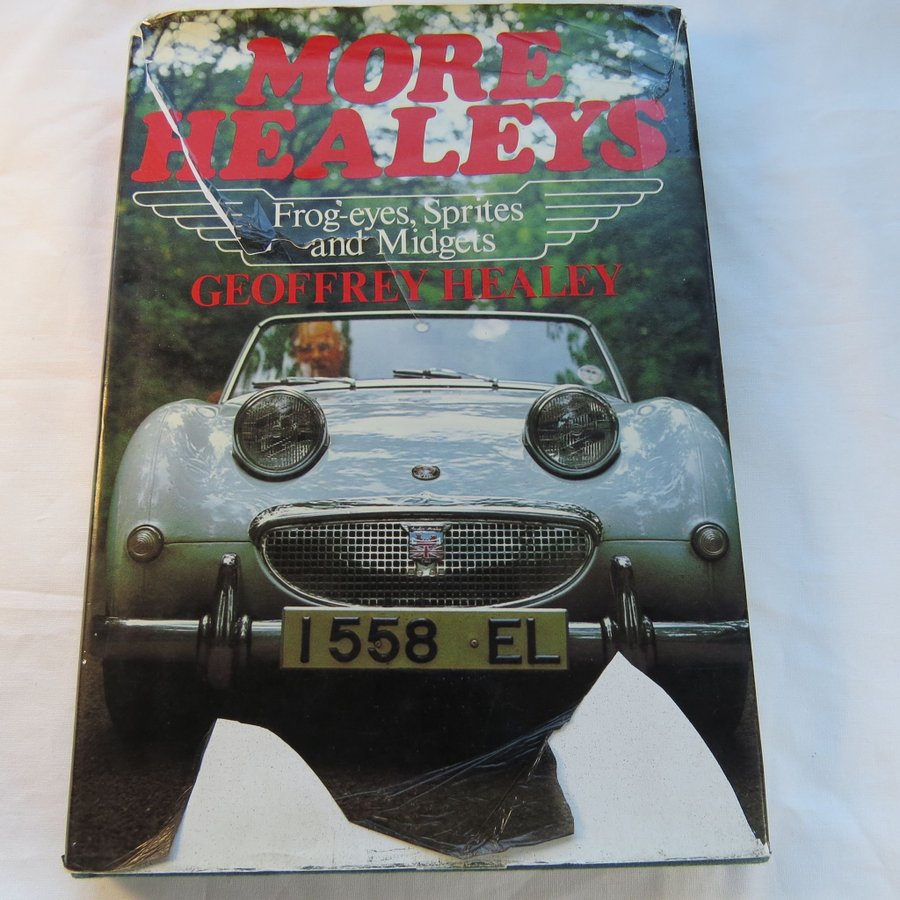 MORE
HEALEYS
Frog-eyes, Sprites
and Midgets
GEOFFREY HEALEY
1558 EL